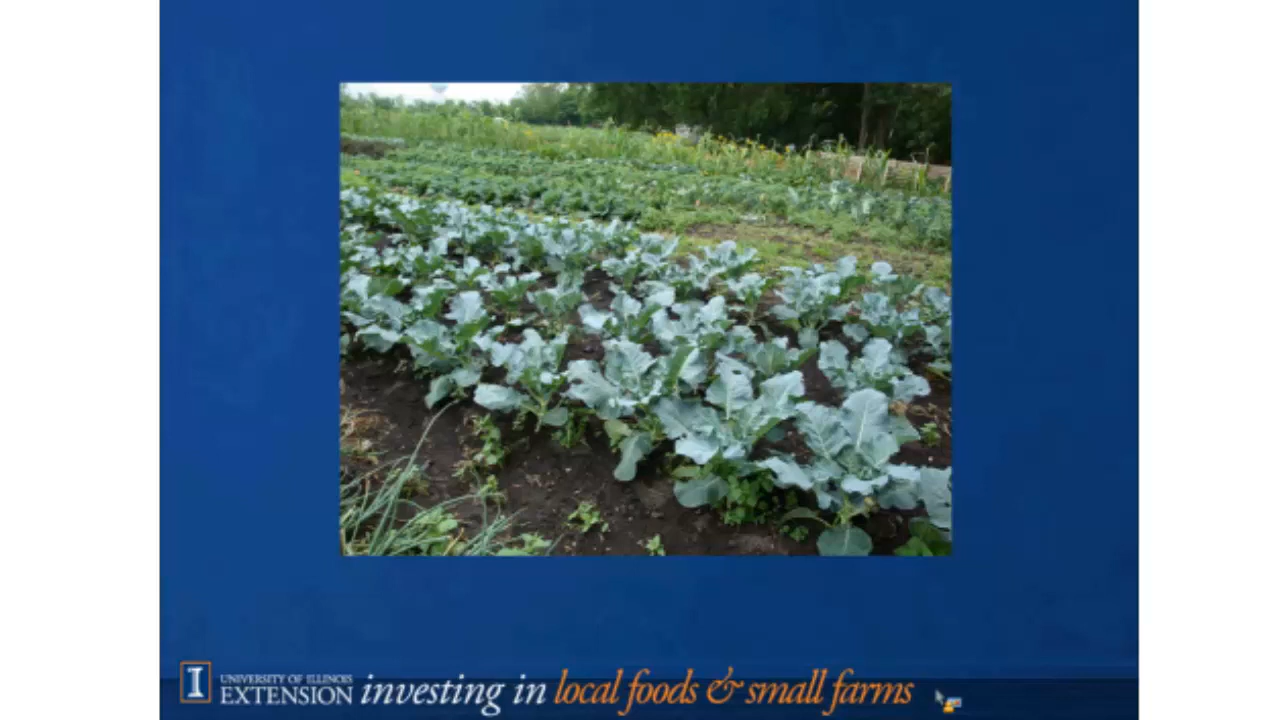 I UNIVERSITY OF ILLINOIS
EXTENSION investing in local foods & small farms